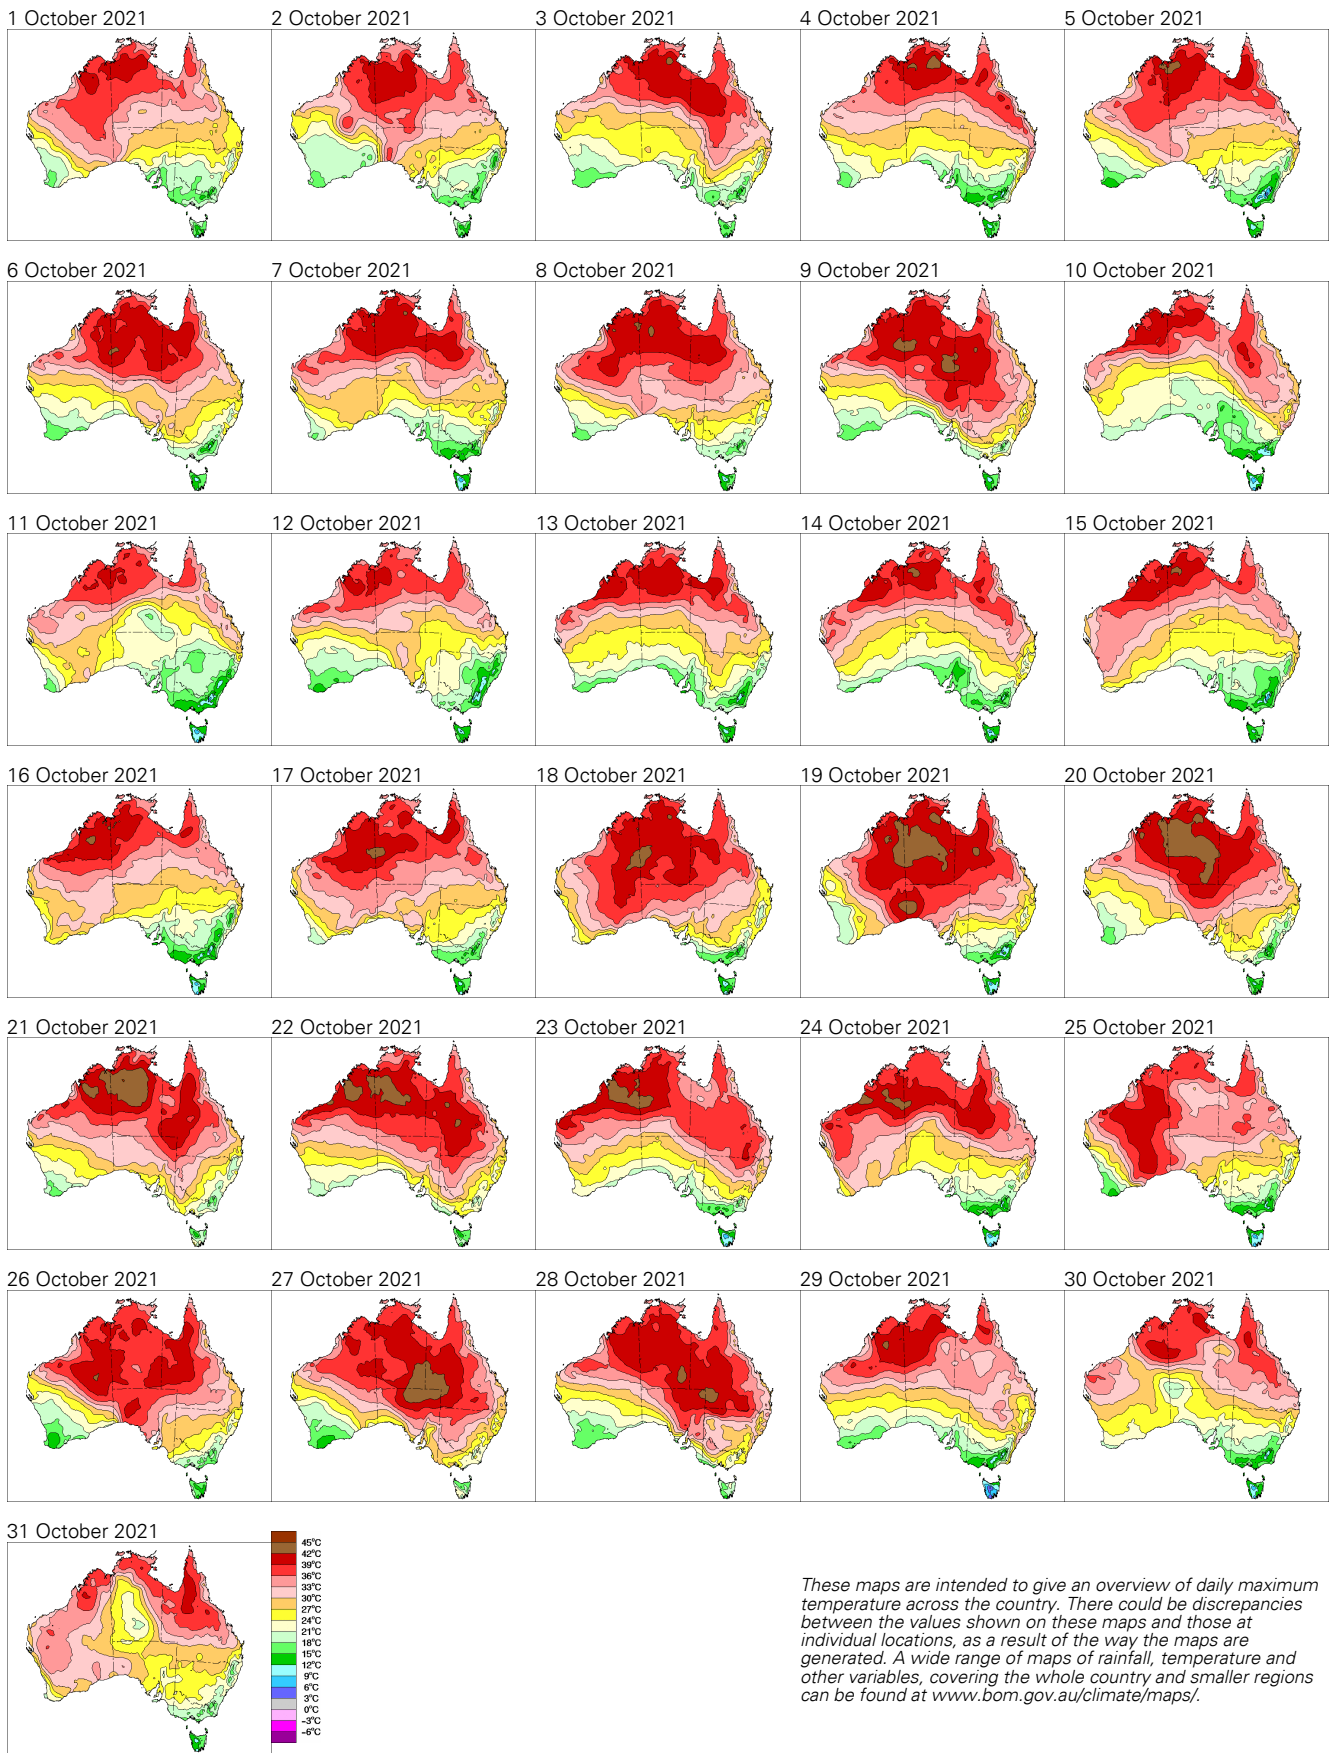 1 October 2021
2 October 2021
3 October 2021
4 October 2021
5 October 2021
6 October 2021
7 October 2021
8 October 2021
9 October 2021
10 October 2021
11 October 2021
12 October 2021
13 October 2021
14 October 2021
15 October 2021
16 October 2021
17 October 2021
18 October 2021
19 October 2021
20 October 2021
21 October 2021
22 October 2021
23 October 2021
24 October 2021
25 October 2021
26 October 2021
27 October 2021
28 October 2021
29 October 2021
30 October 2021
31 October 2021
45°C
42°C
39°C
36°C
33°C
30°C
27°C
24°C
21°C
18°C
15°C
12°C
9°C
6°C
3°C
0°C
-3°C
-6°C
These maps are intended to give an overview of daily maximum
temperature across the country. There could be discrepancies
between the values shown on these maps and those at
individual locations, as a result of the way the maps are
generated. A wide range of maps of rainfall, temperature and
other variables, covering the whole country and smaller regions
can be found at www.bom.gov.au/climate/maps/.